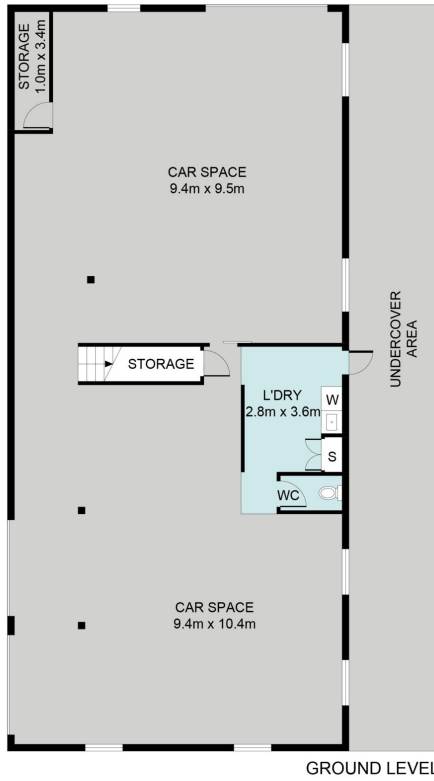 STORAGE
1.0m x 3.4m
CAR SPACE
9.4m x 9.5m
UNDERCOVER
AREA
STORAGE
L'DRY
2.8m x 3.6m
W
S
WC
CAR SPACE
9.4m x 10.4m
GROUND LEVEL